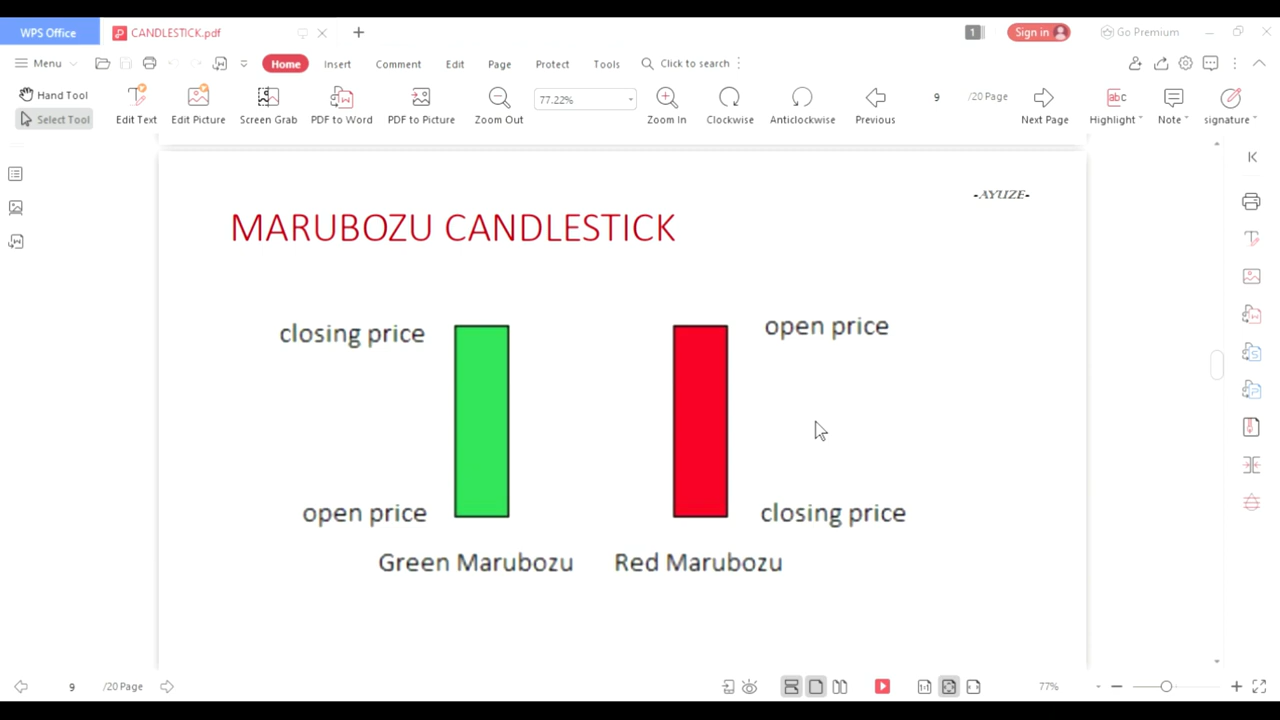 WPS Office
CANDLESTICK.pdf
1
Sign in
Go Premium
Menu
Home
Insert
Comment
Edit
Page
Protect
Tools
Click to search
Hand Tool
Select Tool
Edit Text
Edit Picture
Screen Grab
PDF to Word
PDF to Picture
Zoom Out
77.22%
Zoom In
Clockwise
Anticlockwise
Previous
9
/20 Page
Next Page
abc
Highlight
Note
signature
-AYUZE-
MARUBOZU CANDLESTICK
closing price
open price
open price
closing price
Green Marubozu
Red Marubozu
9
/20 Page
77%